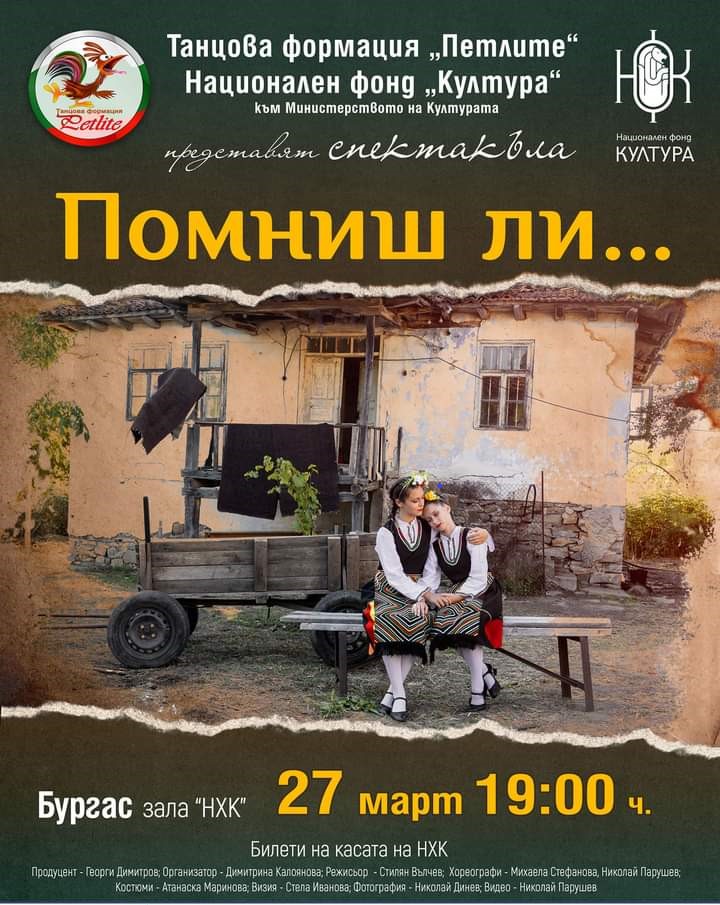 Танцова формация
Petlite
Танцова формация „Петлите“
Национален фонд „Култура“
към Министерството на Културата
представят спектакъла
НФК
Национален фонд
КУЛТУРА
Помниш ли...
Бургас зала "НХК" 27 март 19:00 ч.
Билети на касата на НХК
Продуцент - Георги Димитров; Организатор - Димитрина Калоянова; Режисьор - Стилян Вълчев; Хореографи - Михаела Стефанова, Николай Парушев;
Костюми - Атанаска Маринова; Визия - Стела Иванова; Фотография - Николай Динев; Видео - Николай Парушев